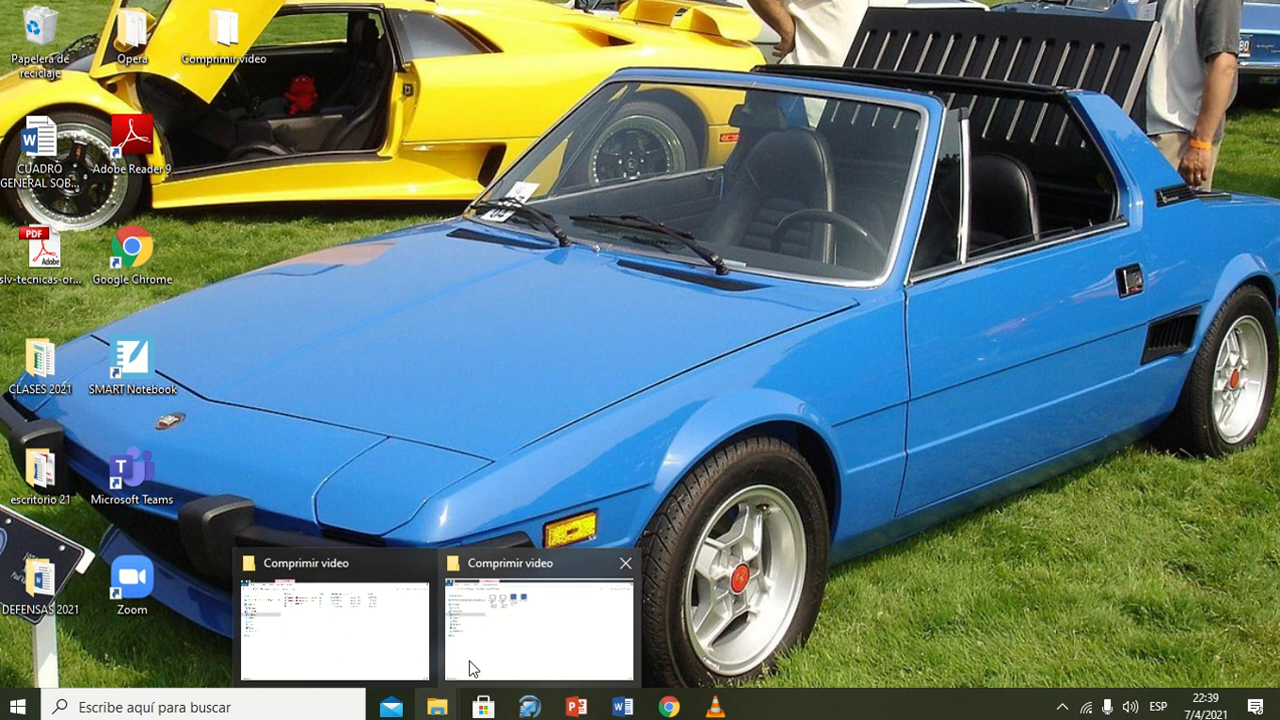 Papelera de
reciclaje
Opera
Comprimir video
CUADRO
GENERAL SQB...
Adobe Reader 9
PDF
slv-tecnicas-or...
Google Chrome
CLASES 2021
SMART Notebook
escritorio 21
Microsoft Teams
DEFENSAS 2021
Zoom
Comprimir video
Comprimir video
Escribe aquí para buscar
ESP
22:39
7/4/2021